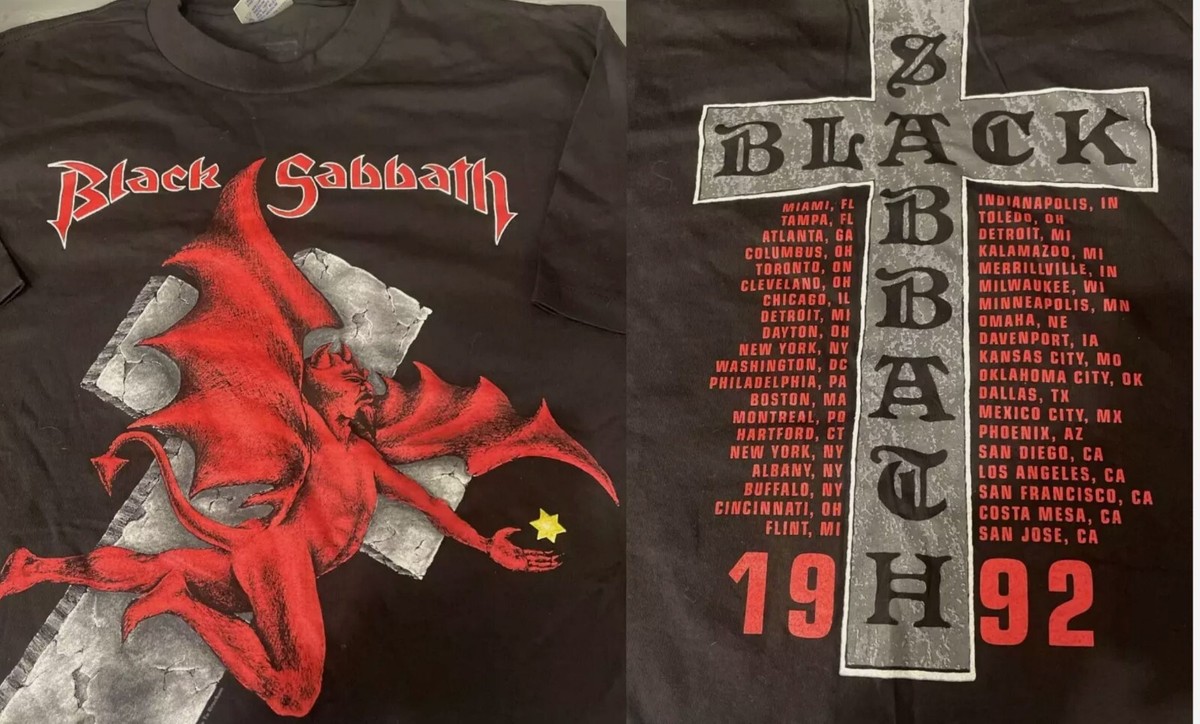 Black Sabbath
S
BLACK
B
B
A
T
H
MIAMI, FL
TAMPA, FL
ATLANTA, GA
COLUMBUS, OH
TORONTO, ON
CLEVELAND, OH
CHICAGO, IL
DETROIT, MI
DAYTON, OH
NEW YORK, NY
WASHINGTON, DC
PHILADELPHIA, PA
BOSTON, MA
MONTREAL, PQ
HARTFORD, CT
NEW YORK, NY
ALBANY, NY
BUFFALO, NY
CINCINNATI, OH
FLINT, MI
INDIANAPOLIS, IN
TOLEDO, OH
DETROIT, MI
KALAMAZOO, MI
MERRILLVILLE, IN
MILWAUKEE, WI
MINNEAPOLIS, MN
OMAHA, NE
DAVENPORT, IA
KANSAS CITY, MO
OKLAHOMA CITY, OK
DALLAS, TX
MEXICO CITY, MX
PHOENIX, AZ
SAN DIEGO, CA
LOS ANGELES, CA
SAN FRANCISCO, CA
COSTA MESA, CA
SAN JOSE, CA
1992